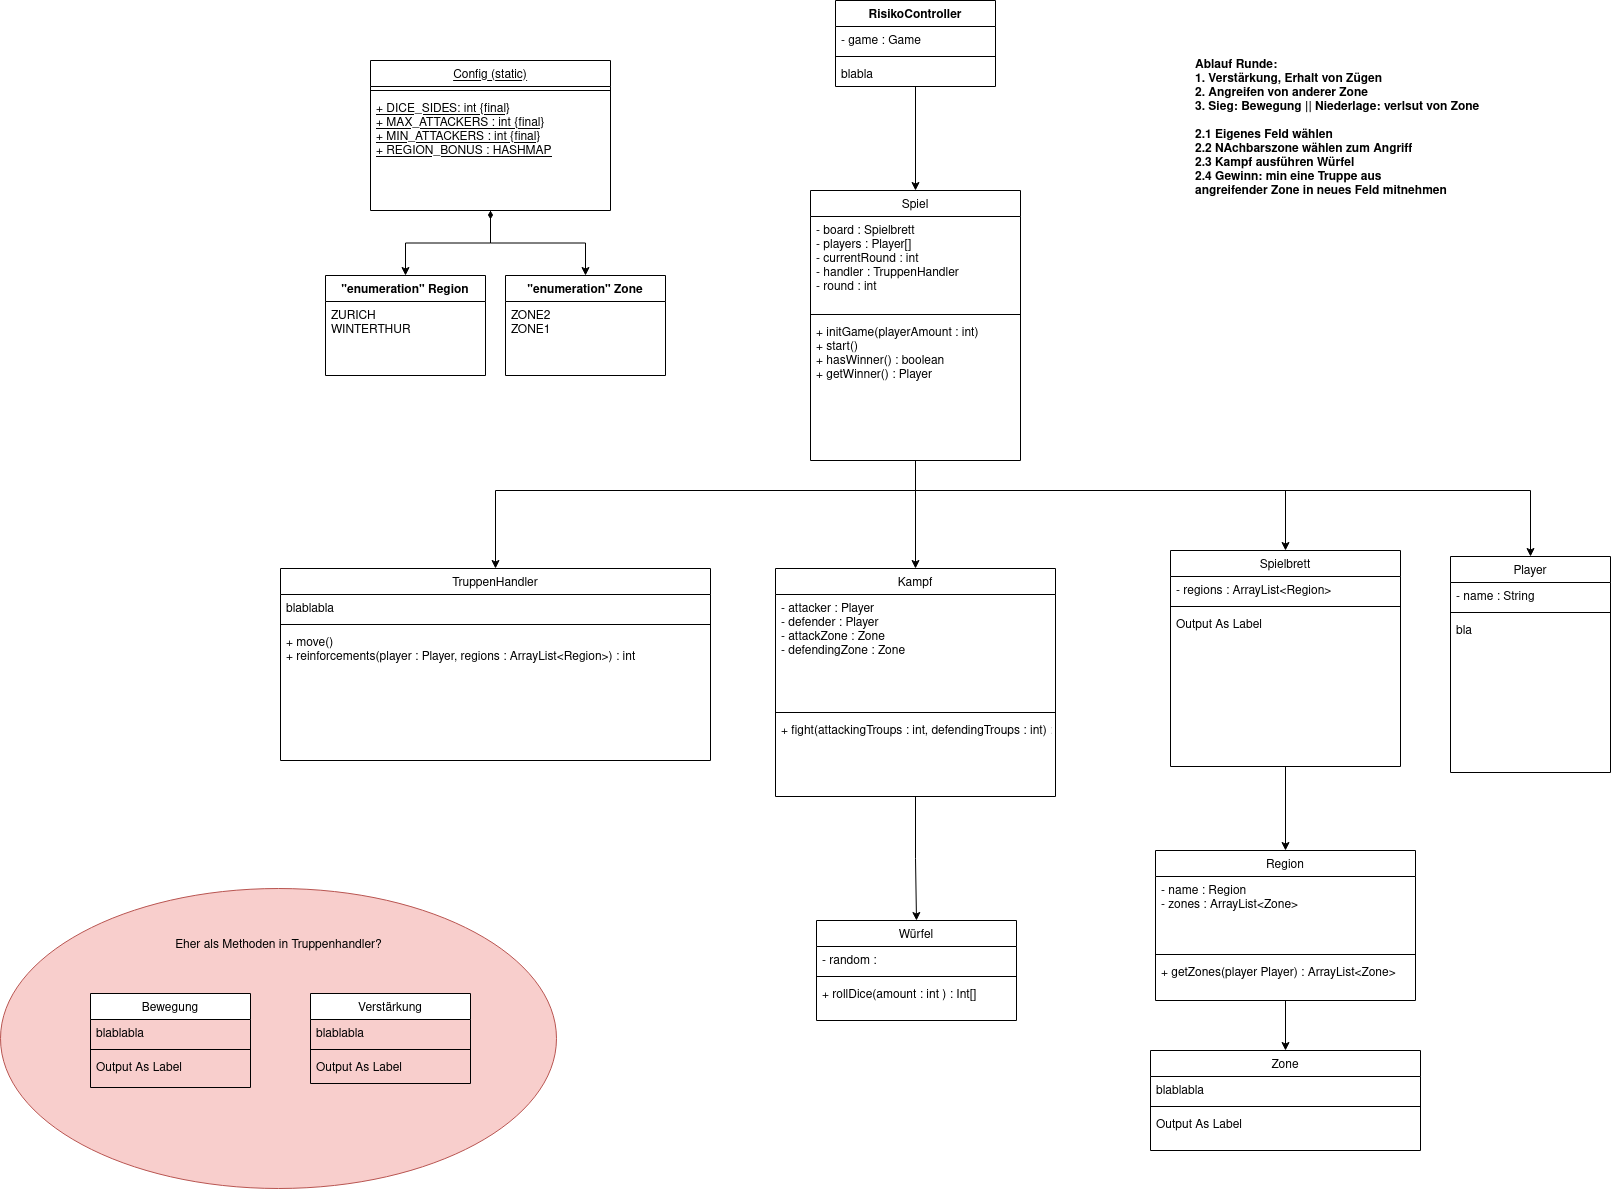 RisikoController
- game : Game
blabla
Config (static)
+ DICE_SIDES: int {final}
+ MAX_ATTACKERS : int {final}
+ MIN_ATTACKERS : int {final}
+ REGION_BONUS : HASHMAP
Ablauf Runde:
1. Verstärkung, Erhalt von Zügen
2. Angreifen von anderer Zone
3. Sieg: Bewegung || Niederlage: verlsut von Zone
2.1 Eigenes Feld wählen
2.2 NAchbarszone wählen zum Angriff
2.3 Kampf ausführen Würfel
2.4 Gewinn: min eine Truppe aus
angreifender Zone in neues Feld mitnehmen
"enumeration" Region
ZURICH
WINTERTHUR
"enumeration" Zone
ZONE2
ZONE1
Spiel
- board : Spielbrett
- players : Player[]
- currentRound : int
- handler : TruppenHandler
- round : int
+ initGame(playerAmount : int)
+ start()
+ hasWinner() : boolean
+ getWinner() : Player
TruppenHandler
blablabla
+ move()
+ reinforcements(player : Player, regions : ArrayList<Region>) : int
Kampf
- attacker : Player
- defender : Player
- attackZone : Zone
- defendingZone : Zone
+ fight(attackingTroups : int, defendingTroups : int)
Spielbrett
- regions : ArrayList<Region>
Output As Label
Player
- name : String
bla
Region
- name : Region
- zones : ArrayList<Zone>
+ getZones(player Player) : ArrayList<Zone>
Würfel
- random :
+ rollDice(amount : int ) : Int[]
Zone
blablabla
Output As Label
Eher als Methoden in Truppenhandler?
Bewegung
blablabla
Output As Label
Verstärkung
blablabla
Output As Label